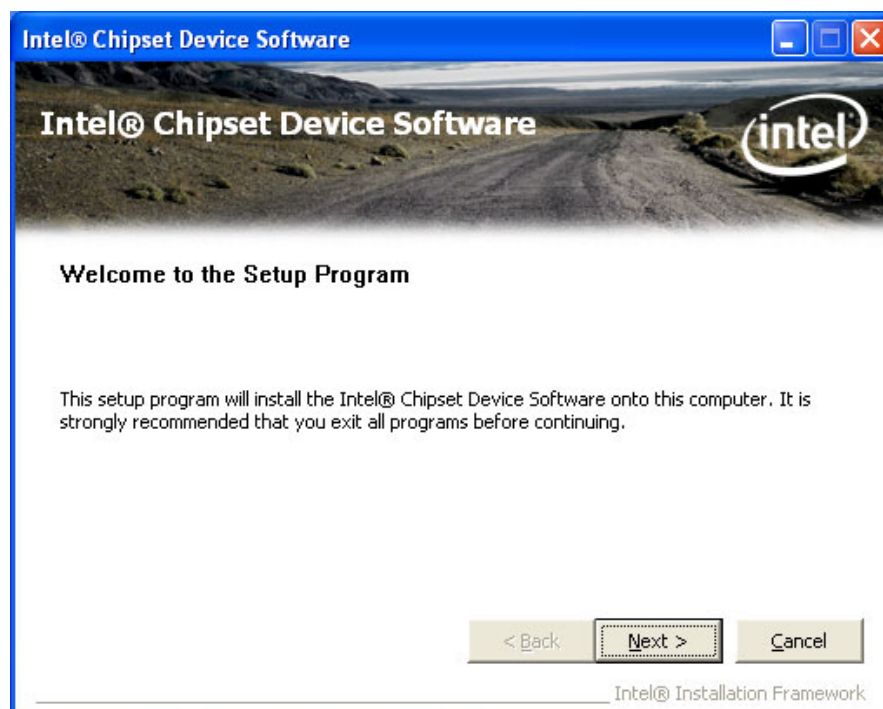 Intel® Chipset Device Software
Intel® Chipset Device Software
intel
Welcome to the Setup Program
This setup program will install the Intel® Chipset Device Software onto this computer. It is
strongly recommended that you exit all programs before continuing.
< Back
Next >
Cancel
Intel® Installation Framework